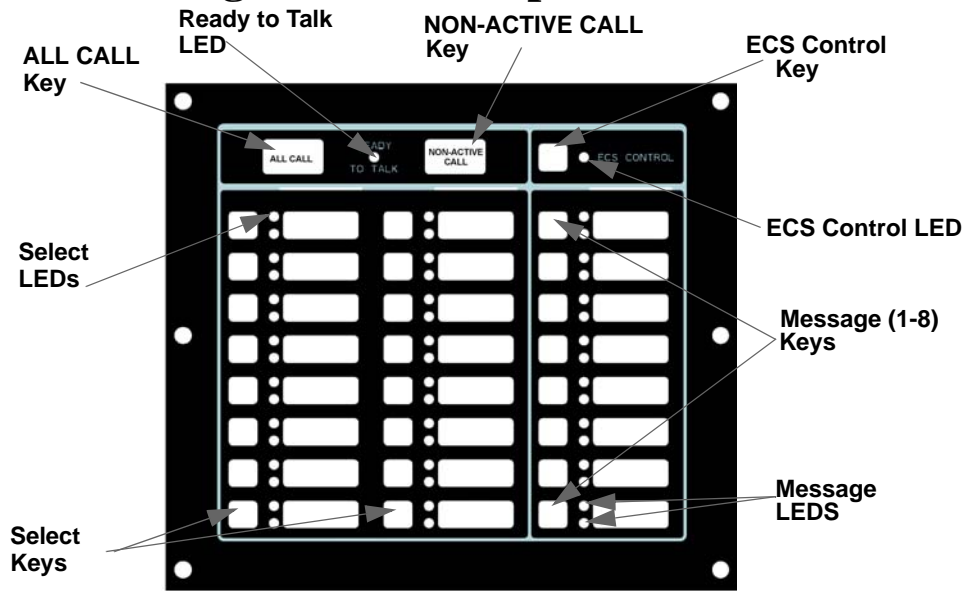 Ready to Talk
LED
NON-ACTIVE CALL
Key
ECS Control
Key
ALL CALL
Key
ALL CALL
READY
TO TALK
NON-ACTIVE
CALL
ECS CONTROL
ECS Control LED
Select
LEDs
Message (1-8)
Keys
Message
LEDS
Select
Keys